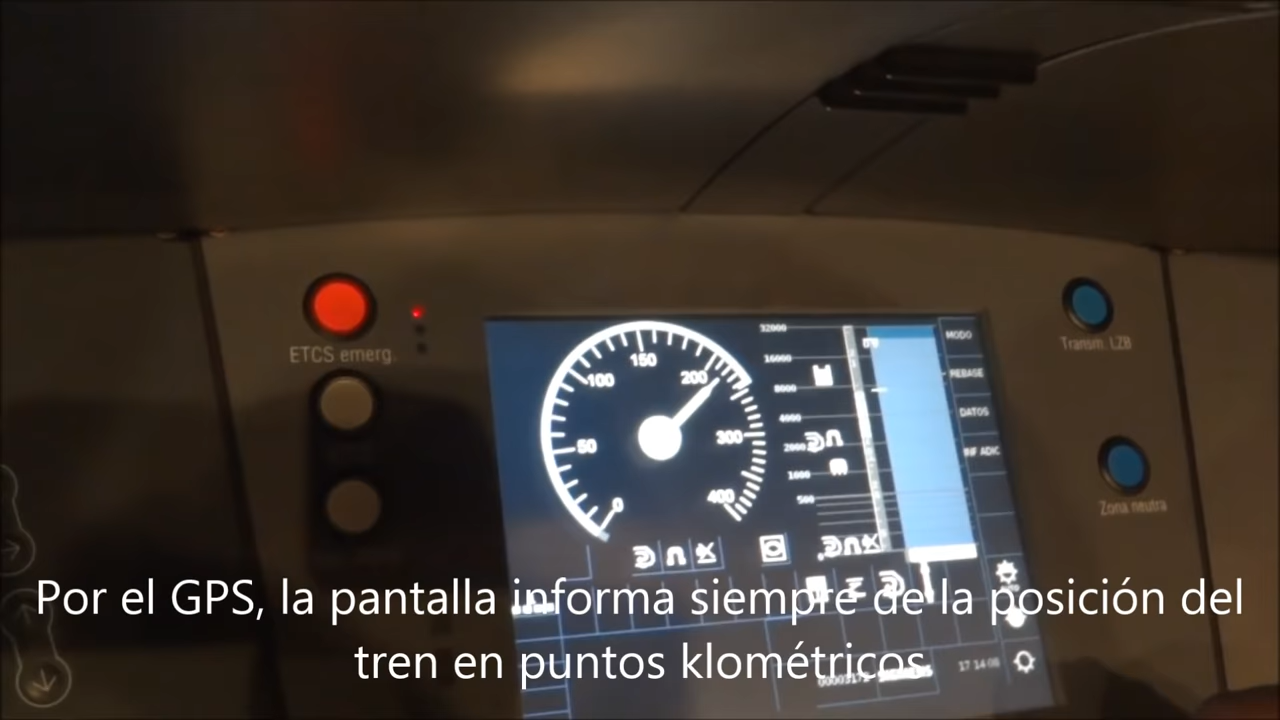 ETCS emerg.
Transm. LZB
Zona neutra
0
50
100
150
200
300
400
32000
16000
8000
4000
2000
1000
500
MODO
REBASE
DATOS
INF ADIC
17 14 08
Por el GPS, la pantalla informa siempre de la posición del
tren en puntos klométricos